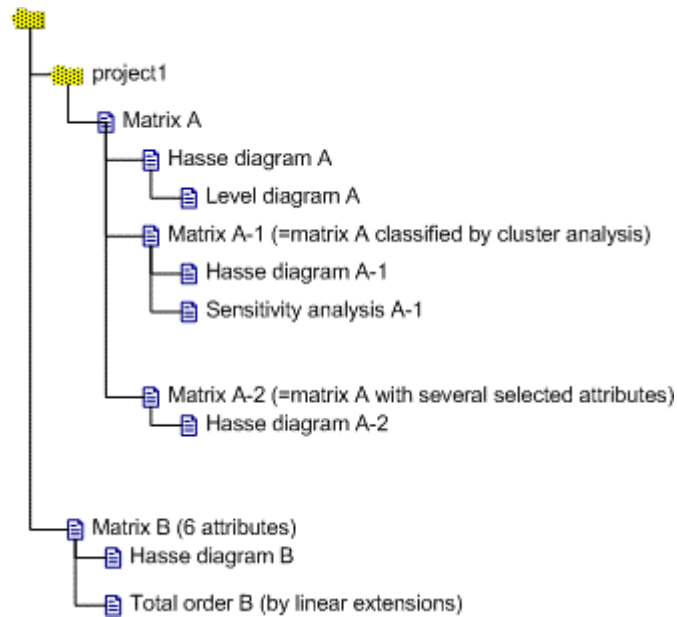 project1
Matrix A
Hasse diagram A
Level diagram A
Matrix A-1 (=matrix A classified by cluster analysis)
Hasse diagram A-1
Sensitivity analysis A-1
Matrix A-2 (=matrix A with several selected attributes)
Hasse diagram A-2
Matrix B (6 attributes)
Hasse diagram B
Total order B (by linear extensions)